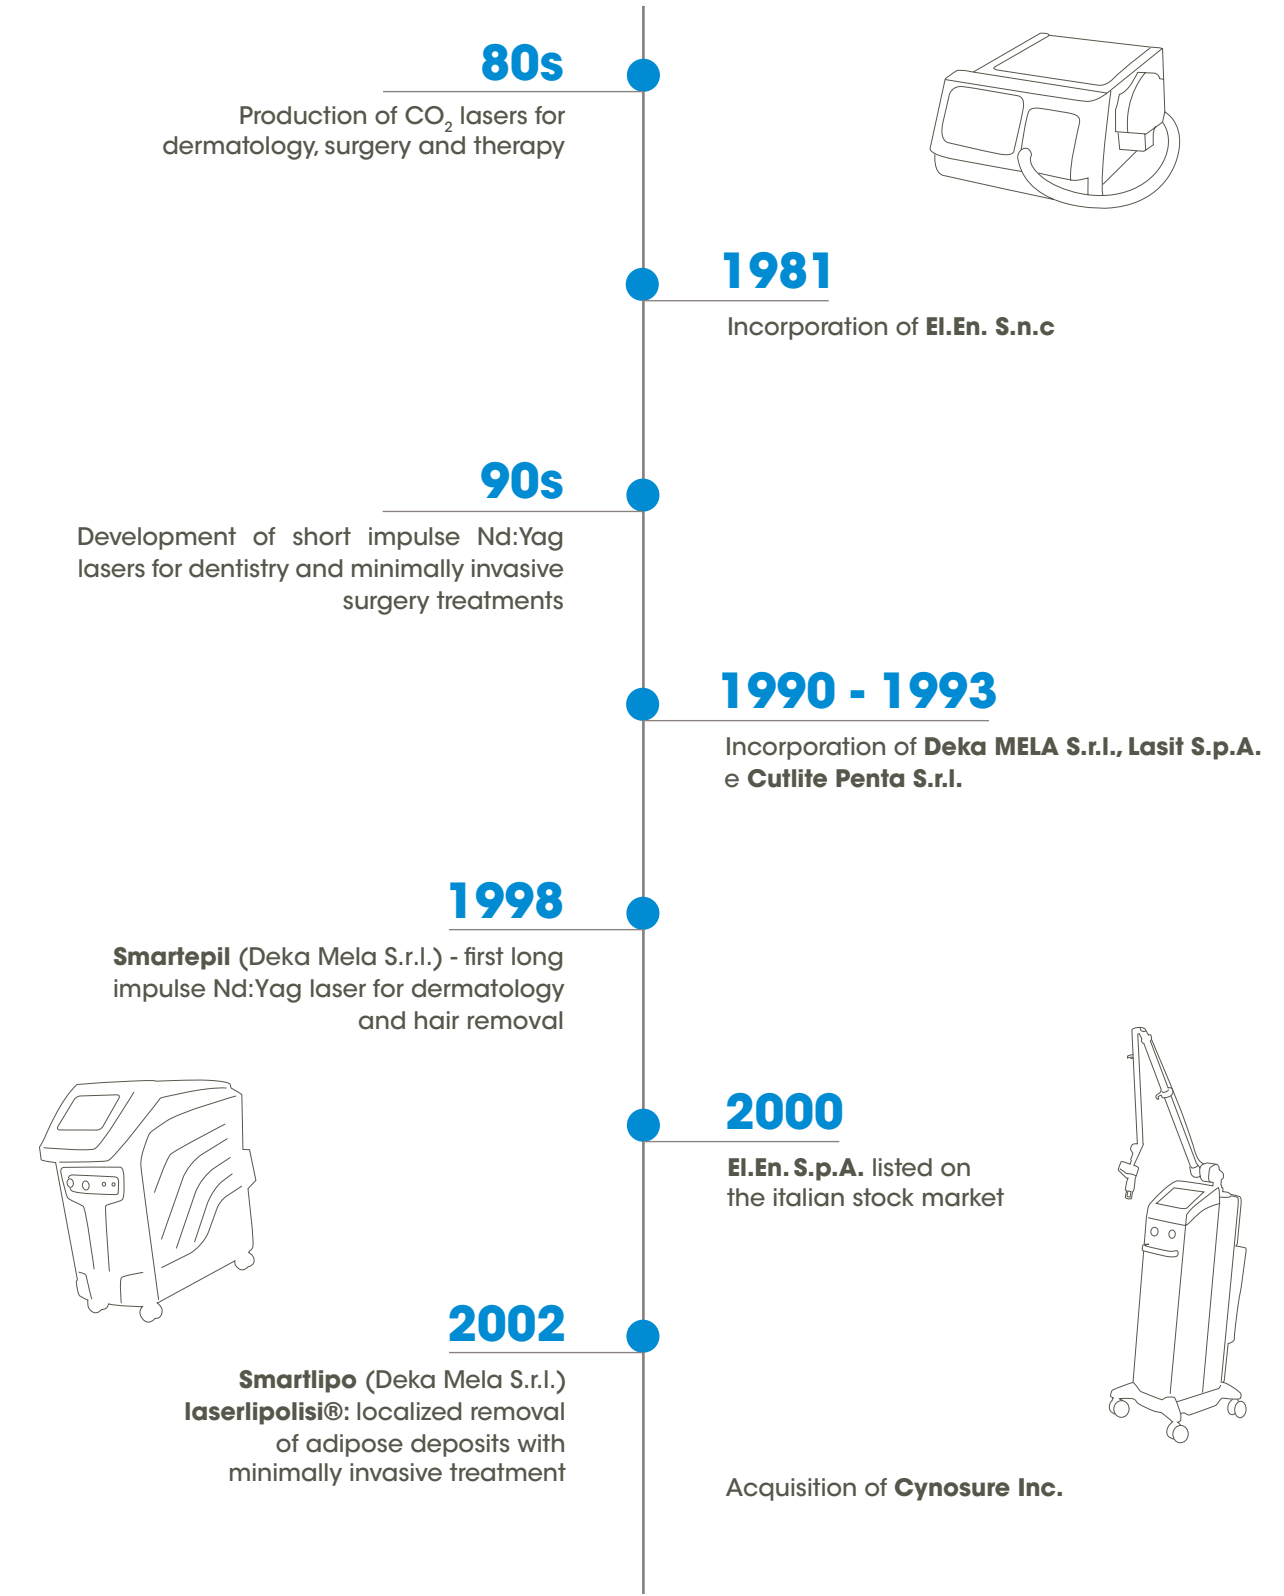 80s
Production of CO₂ lasers for
dermatology, surgery and therapy
1981
Incorporation of El.En. S.n.c
90s
Development of short impulse Nd:Yag
lasers for dentistry and minimally invasive
surgery treatments
1990 - 1993
Incorporation of Deka MELA S.r.l., Lasit S.p.A.
e Cutlite Penta S.r.l.
1998
Smartepil (Deka Mela S.r.l.) - first long
impulse Nd:Yag laser for dermatology
and hair removal
2000
El.En. S.p.A. listed on
the italian stock market
2002
Smartlipo (Deka Mela S.r.l.)
laserlipolisi®: localized removal
of adipose deposits with
minimally invasive treatment
Acquisition of Cynosure Inc.